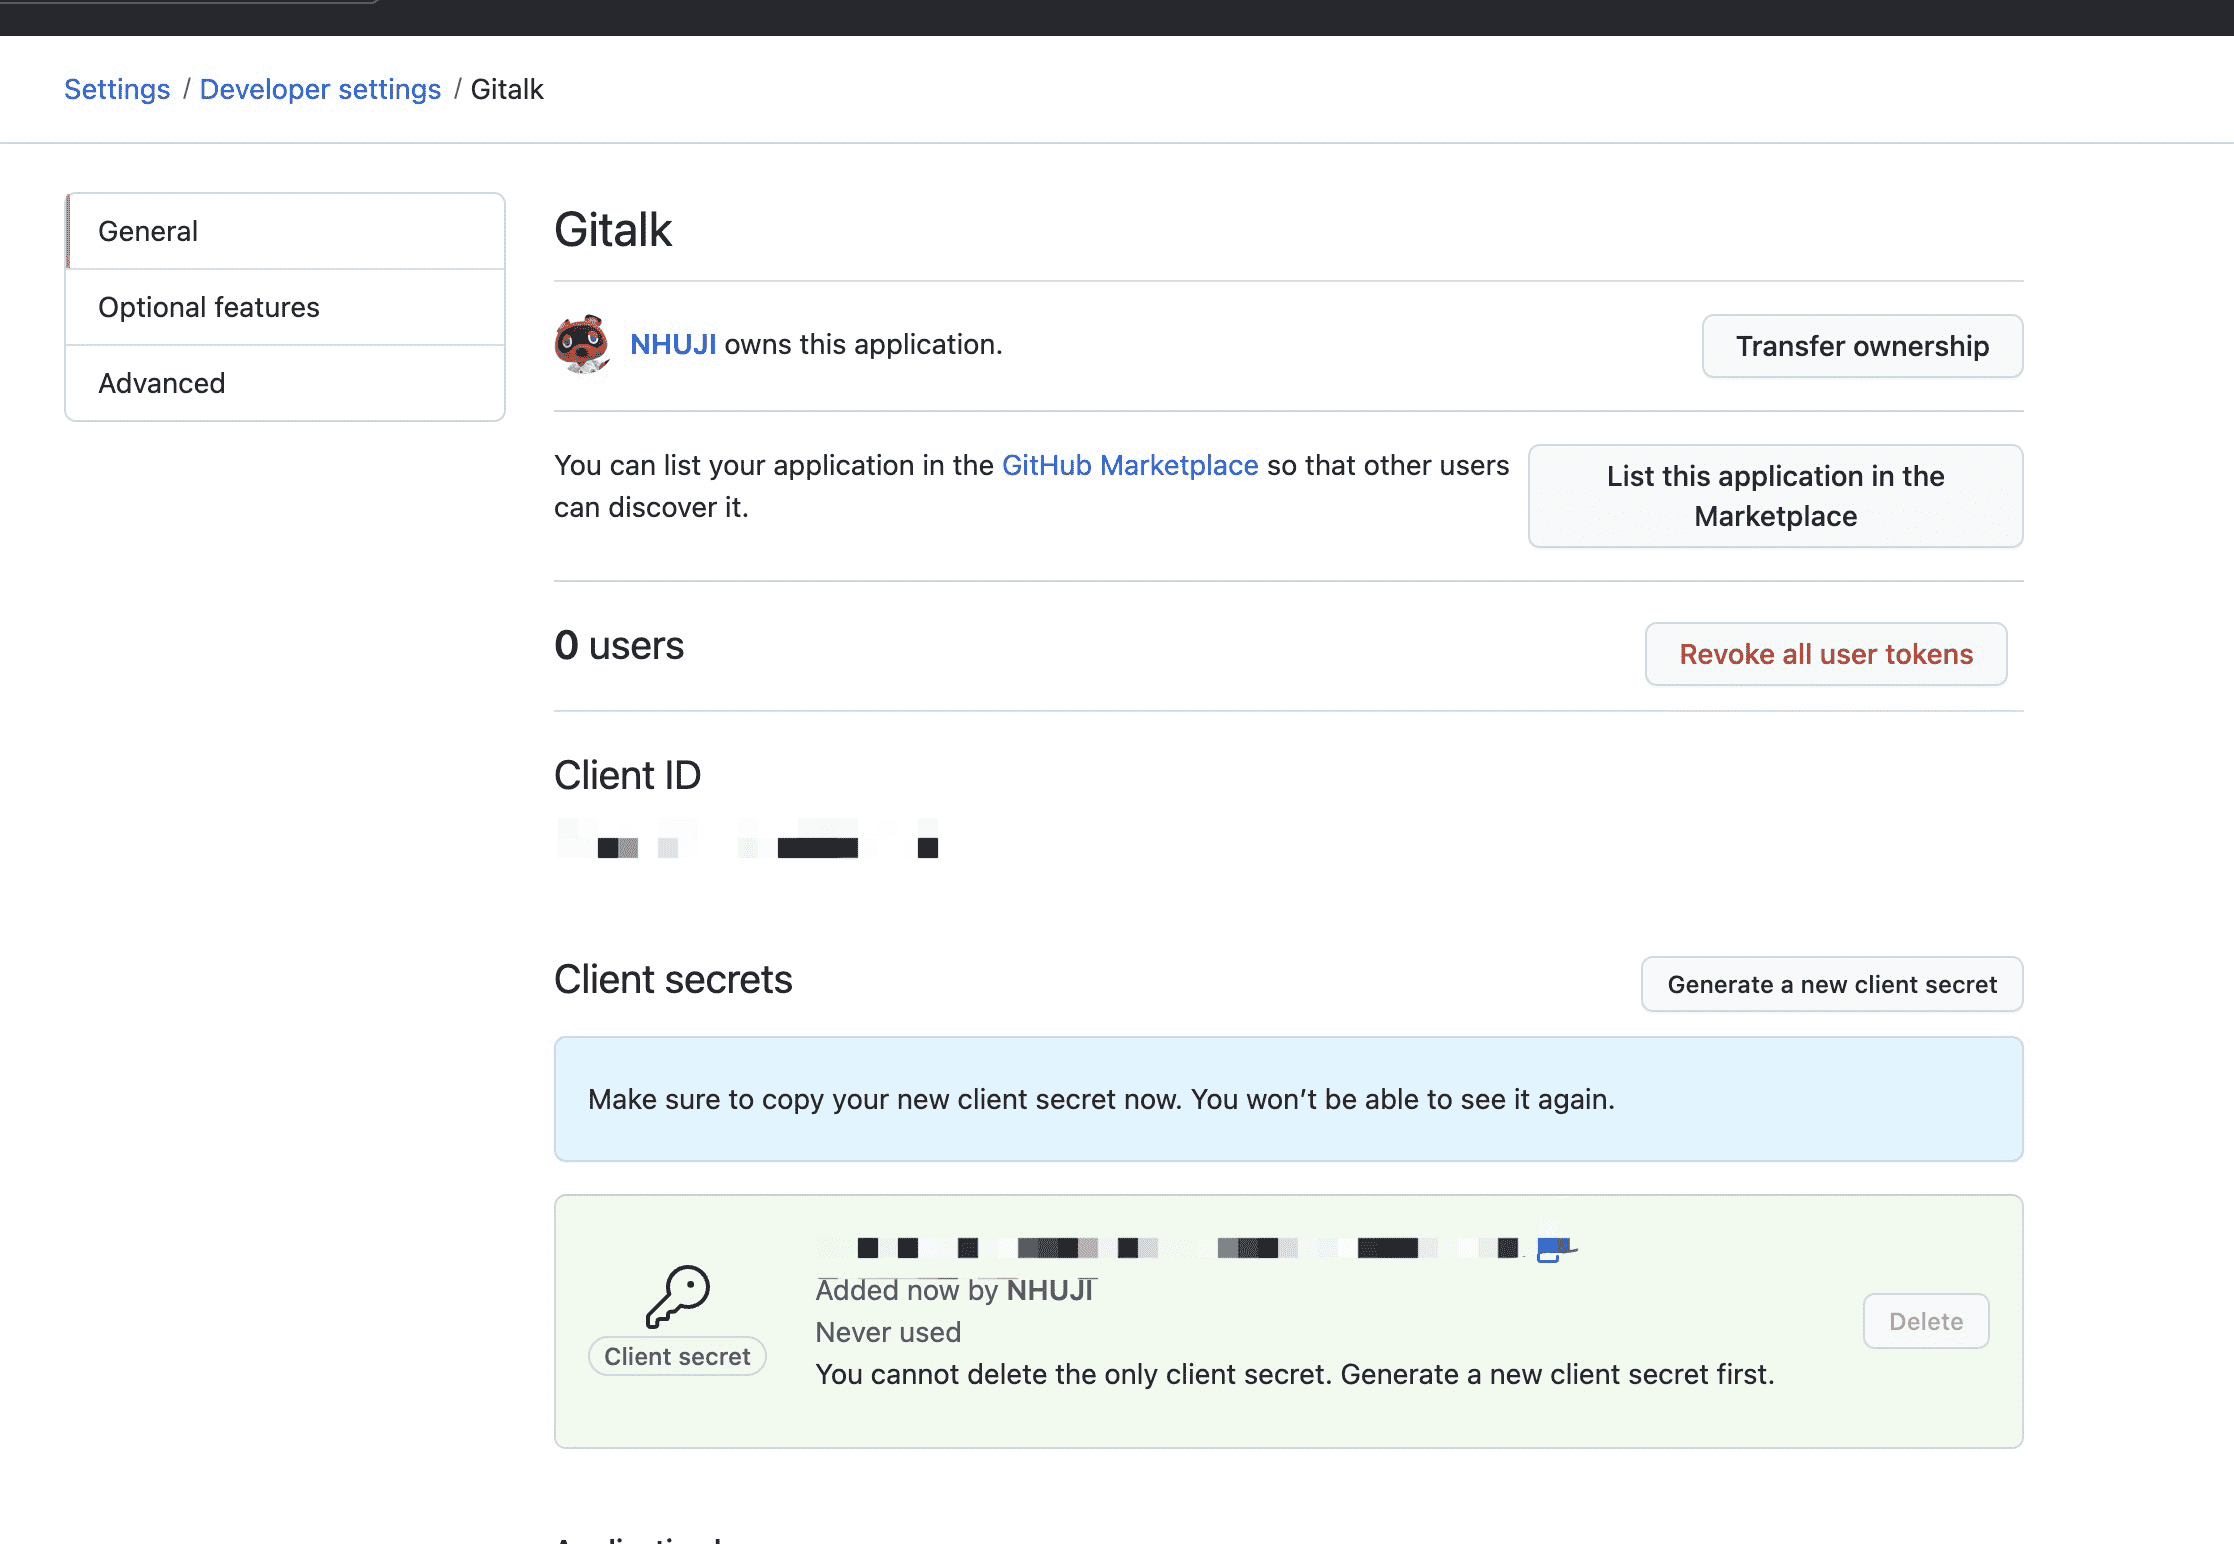 Settings / Developer settings / Gitalk
General
Optional features
Advanced
Gitalk
NHUJI owns this application.
Transfer ownership
You can list your application in the GitHub Marketplace so that other users
can discover it.
List this application in the
Marketplace
0 users
Revoke all user tokens
Client ID
Client secrets
Generate a new client secret
Make sure to copy your new client secret now. You won’t be able to see it again.
Client secret
Added now by NHUJI
Never used
You cannot delete the only client secret. Generate a new client secret first.
Delete